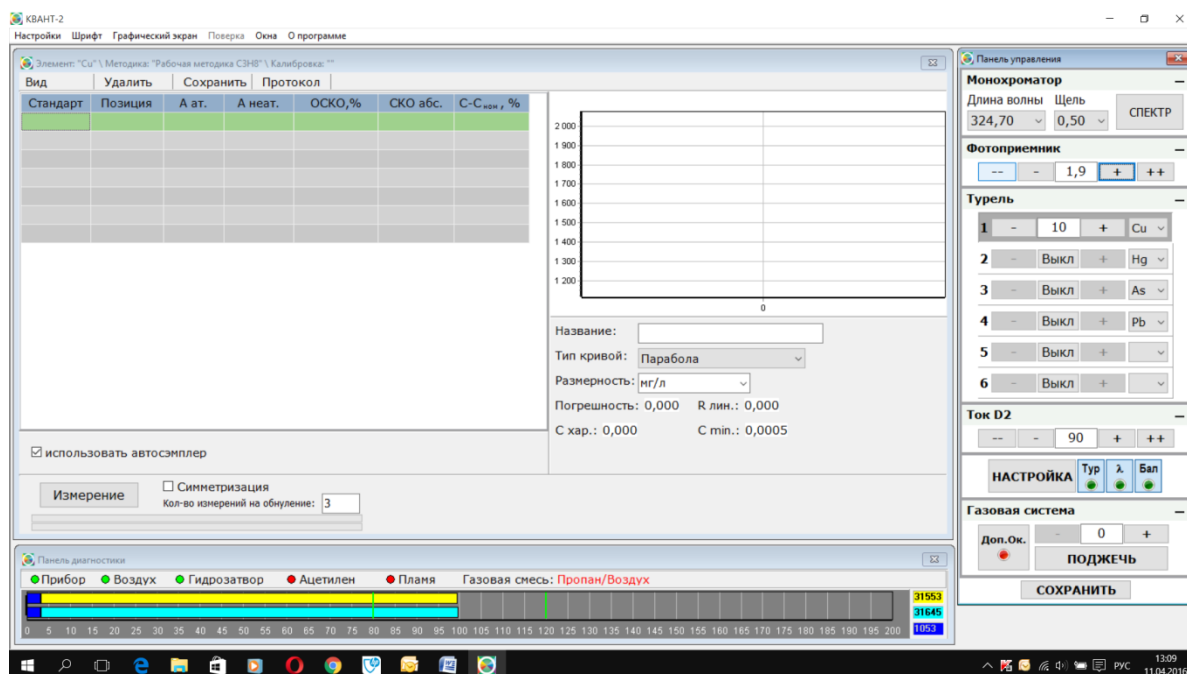 КВАНТ-2
Настройки Шрифт Графический экран Поверка Окна О программе
Элемент: "Cu" \ Методика: "Рабочая методика СЗН8" \ Калибровка: ""
Вид Удалить Сохранить Протокол
Стандарт Позиция А ат. А неат. ОСКО,% СКО абс. С-Сном, %
2 000
1 900
1 800
1 700
1 600
1 500
1 400
1 300
1 200
0
Название:
Тип кривой: Парабола
Размерность: мг/л
Погрешность: 0,000 R лин.: 0,000
С хар.: 0,000 C min.: 0,0005
использовать автосэмплер
Измерение
Симметризация
Кол-во измерений на обнуление: 3
Панель управления
Монохроматор –
Длина волны Щель
324,70 0,50 СПЕКТР
Фотоприемник –
-- - 1,9 + ++
Турель –
1 - 10 + Cu
2 - Выкл + Hg
3 - Выкл + As
4 - Выкл + Pb
5 - Выкл +
6 - Выкл +
Ток D2 –
-- - 90 + ++
НАСТРОЙКА Тур λ Бал
Газовая система –
Доп.Ок. - 0 +
ПОДЖЕЧЬ
СОХРАНИТЬ
Панель диагностики
Прибор Воздух Гидрозатвор Ацетилен Пламя Газовая смесь: Пропан/Воздух
31553
31645
1053
0 5 10 15 20 25 30 35 40 45 50 55 60 65 70 75 80 85 90 95 100 105 110 115 120 125 130 135 140 145 150 155 160 165 170 175 180 185 190 195 200
РУС
13:09
11.04.2016